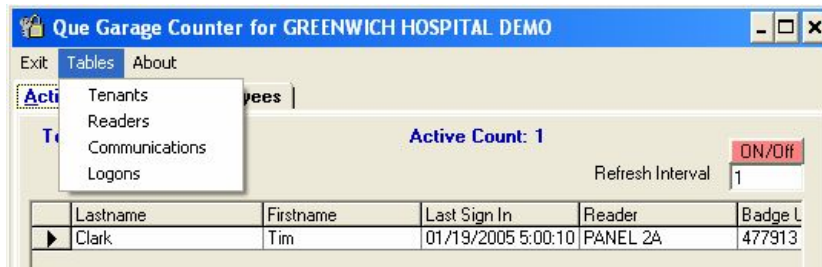 Que Garage Counter for GREENWICH HOSPITAL DEMO
Exit Tables About
Tenants
Readers
Communications
Logons
Active Count: 1
ON/Off
Refresh Interval 1
Lastname Firstname Last Sign In Reader Badge
Clark Tim 01/19/2005 5:00:10 PANEL 2A 477913